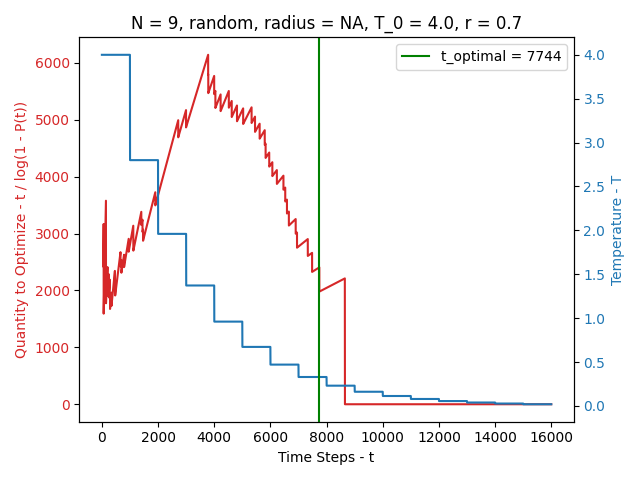 N = 9, random, radius = NA, T_0 = 4.0, r = 0.7
t_optimal = 7744
Quantity to Optimize - t / log(1 - P(t))
6000
5000
4000
3000
2000
1000
0
4.0
3.5
3.0
2.5
2.0
1.5
1.0
0.5
0.0
Temperature - T
0 2000 4000 6000 8000 10000 12000 14000 16000
Time Steps - t